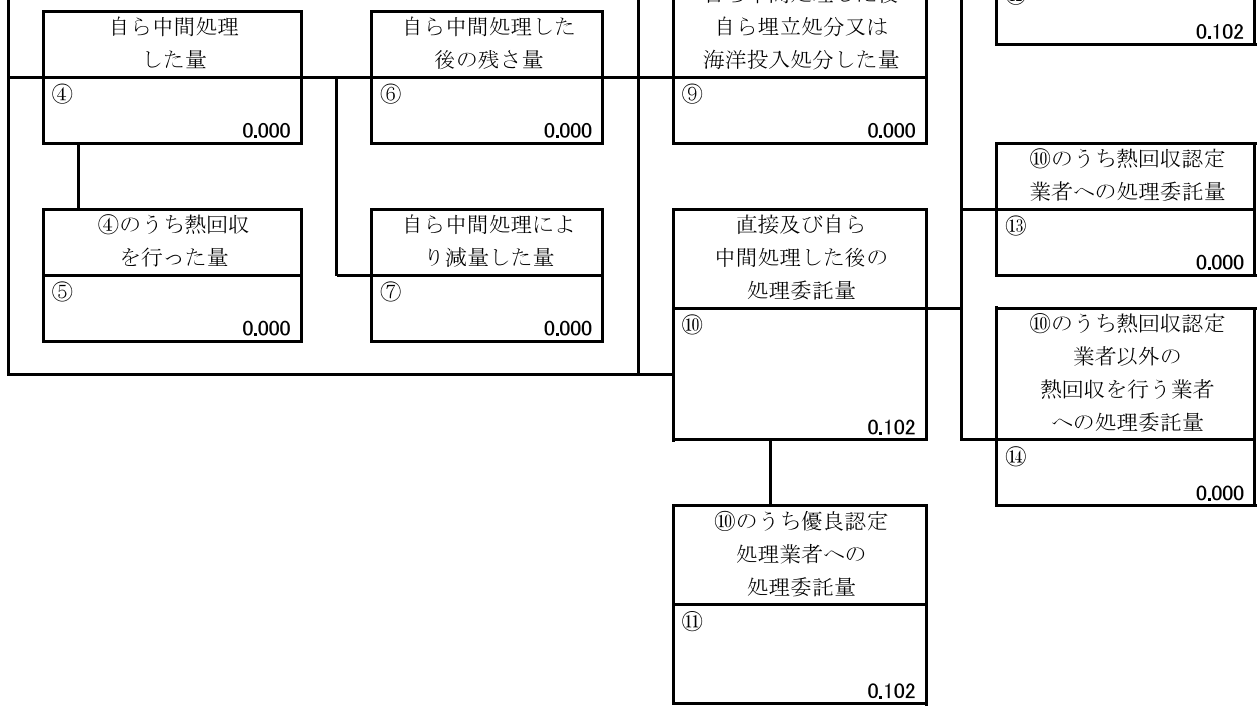 自ら中間処理
した量
④
0.000
自ら中間処理した
後の残さ量
⑥
0.000
自ら埋立処分又は
海洋投入処分した量
⑨
0.000
0.102
④のうち熱回収
を行った量
⑤
0.000
自ら中間処理によ
り減量した量
⑦
0.000
直接及び自ら
中間処理した後の
処理委託量
⑩
0.102
⑩のうち熱回収認定
業者への処理委託量
⑬
0.000
⑩のうち熱回収認定
業者以外の
熱回収を行う業者
への処理委託量
⑭
0.000
⑩のうち優良認定
処理業者への
処理委託量
⑪
0.102